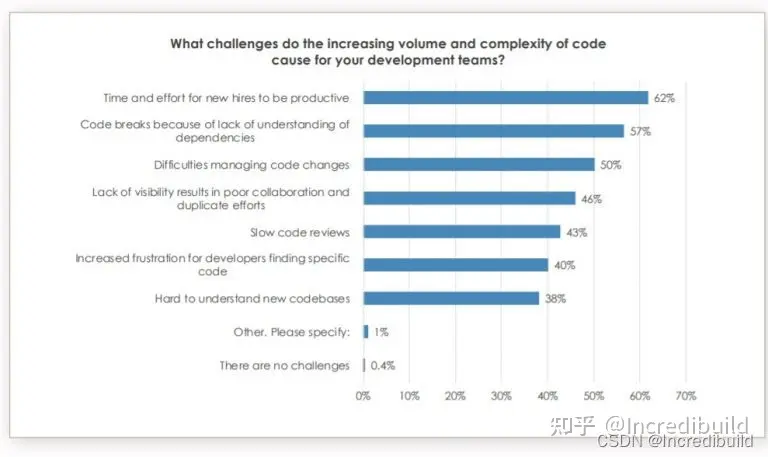 What challenges do the increasing volume and complexity of code
cause for your development teams?
Time and effort for new hires to be productive
62%
Code breaks because of lack of understanding of
dependencies
57%
Difficulties managing code changes
50%
Lack of visibility results in poor collaboration and
duplicate efforts
46%
Slow code reviews
43%
Increased frustration for developers finding specific
code
40%
Hard to understand new codebases
38%
Other. Please specify:
1%
There are no challenges
0.4%
0% 10% 20% 30% 40% 50% 60% 70%
知乎 @Incredibuild
CSDN @Incredibuild